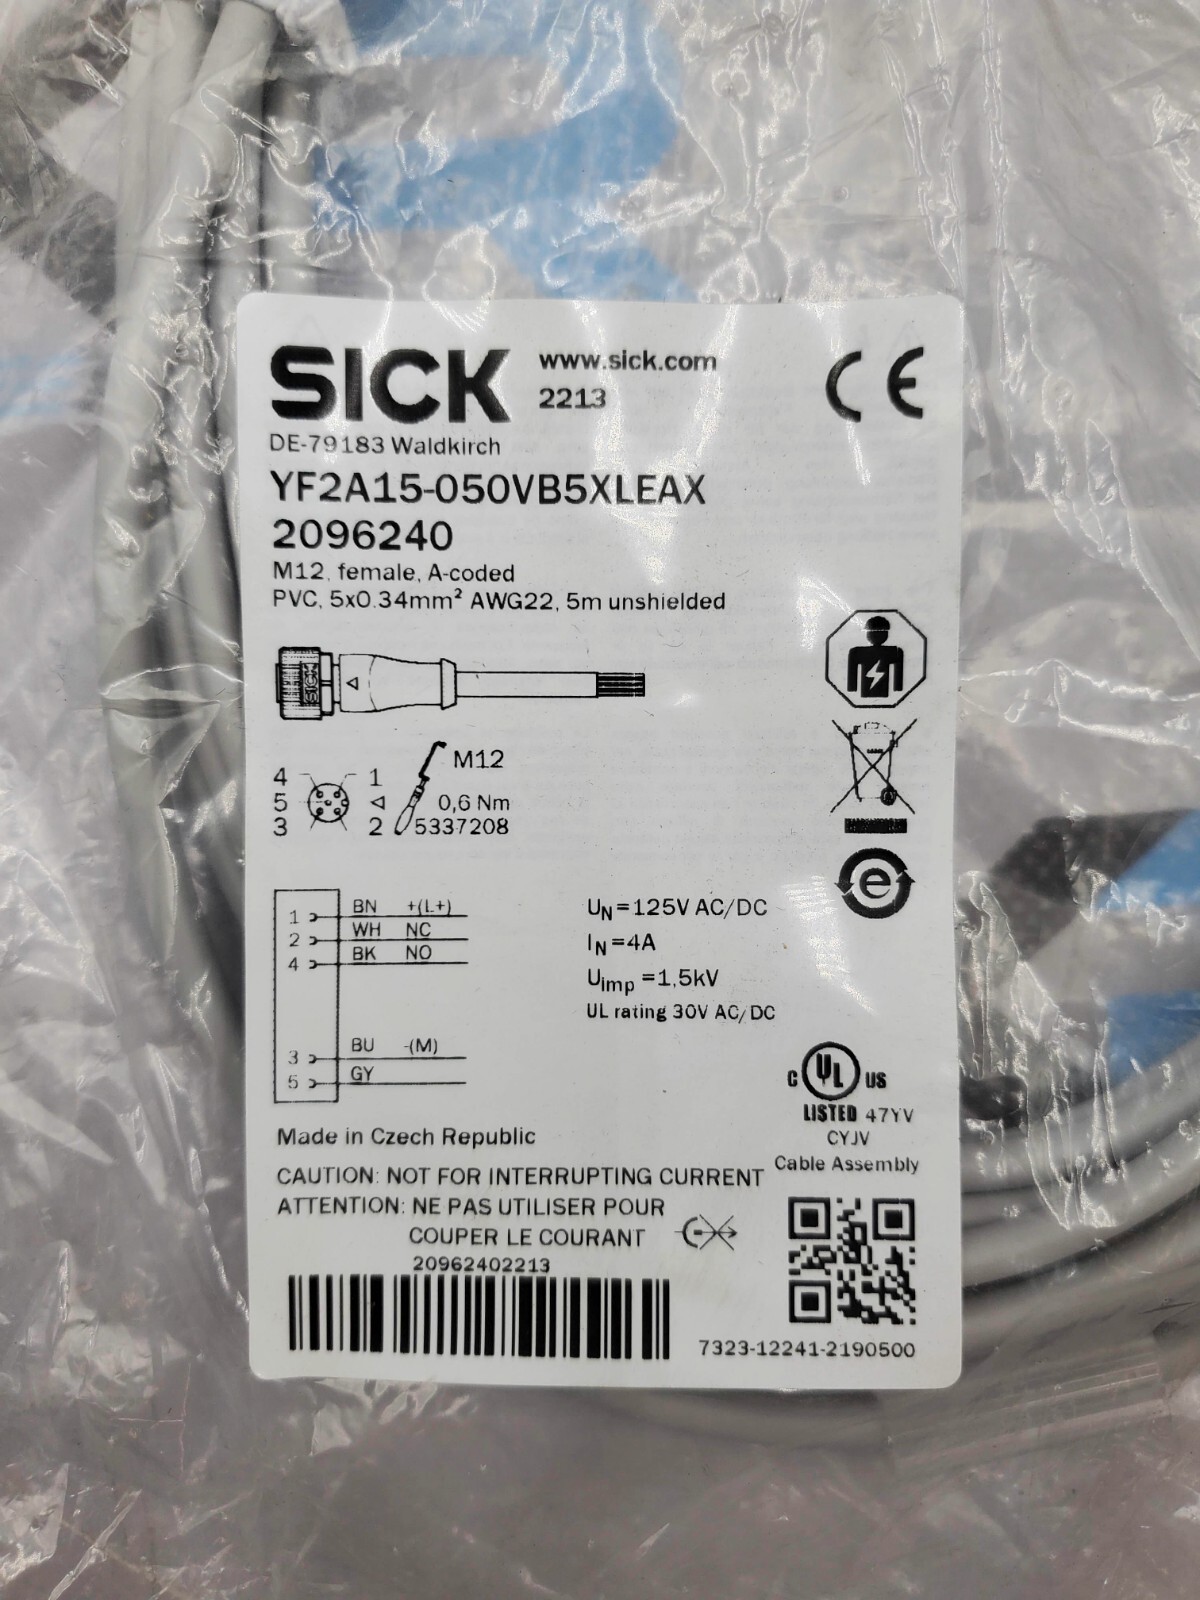 SICK www.sick.com
2213
CE
DE-79183 Waldkirch
YF2A15-050VB5XLEAX
2096240
M12, female, A-coded
PVC, 5x0.34mm² AWG22, 5m unshielded
SICK
M12
4 1
5 0,6 Nm
3 2 5337208
1 BN +(L+)
2 WH NC
4 BK NO
3 BU -(M)
5 GY
UN=125V AC/DC
IN=4A
Uimp=1,5kV
UL rating 30V AC/DC
e
C UL US
LISTED 47YV
CYJV
Cable Assembly
Made in Czech Republic
CAUTION: NOT FOR INTERRUPTING CURRENT
ATTENTION: NE PAS UTILISER POUR
COUPER LE COURANT
20962402213
7323-12241-2190500